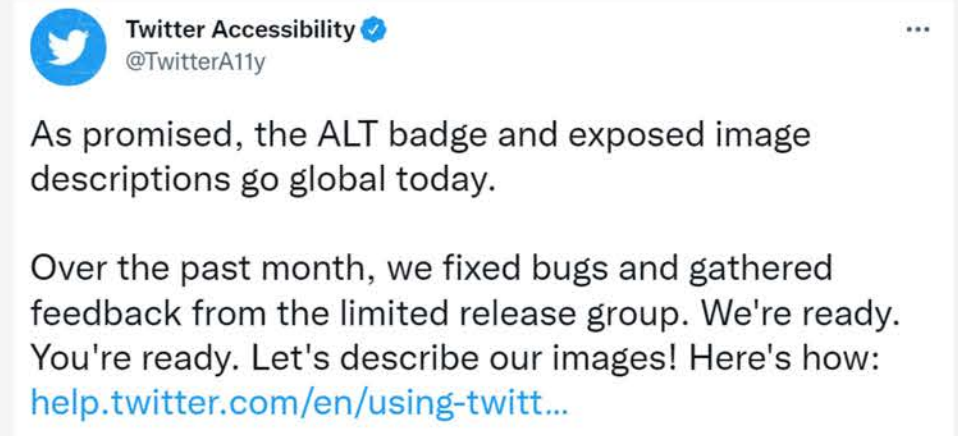 Twitter Accessibility
@TwitterA11y
As promised, the ALT badge and exposed image
descriptions go global today.
Over the past month, we fixed bugs and gathered
feedback from the limited release group. We're ready.
You're ready. Let's describe our images! Here's how:
help.twitter.com/en/using-twitt...